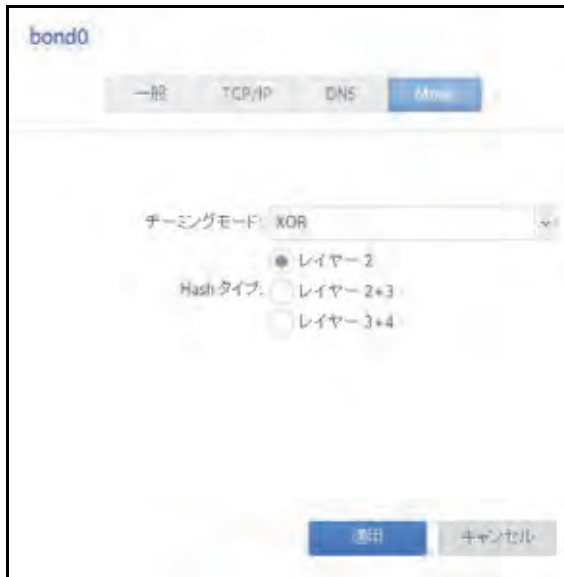 bond0
一般 TCP/IP DNS Mode
チーミングモード: XOR
レイヤー 2
Hash タイプ: レイヤー 2+3
レイヤー 3+4
適用 キャンセル